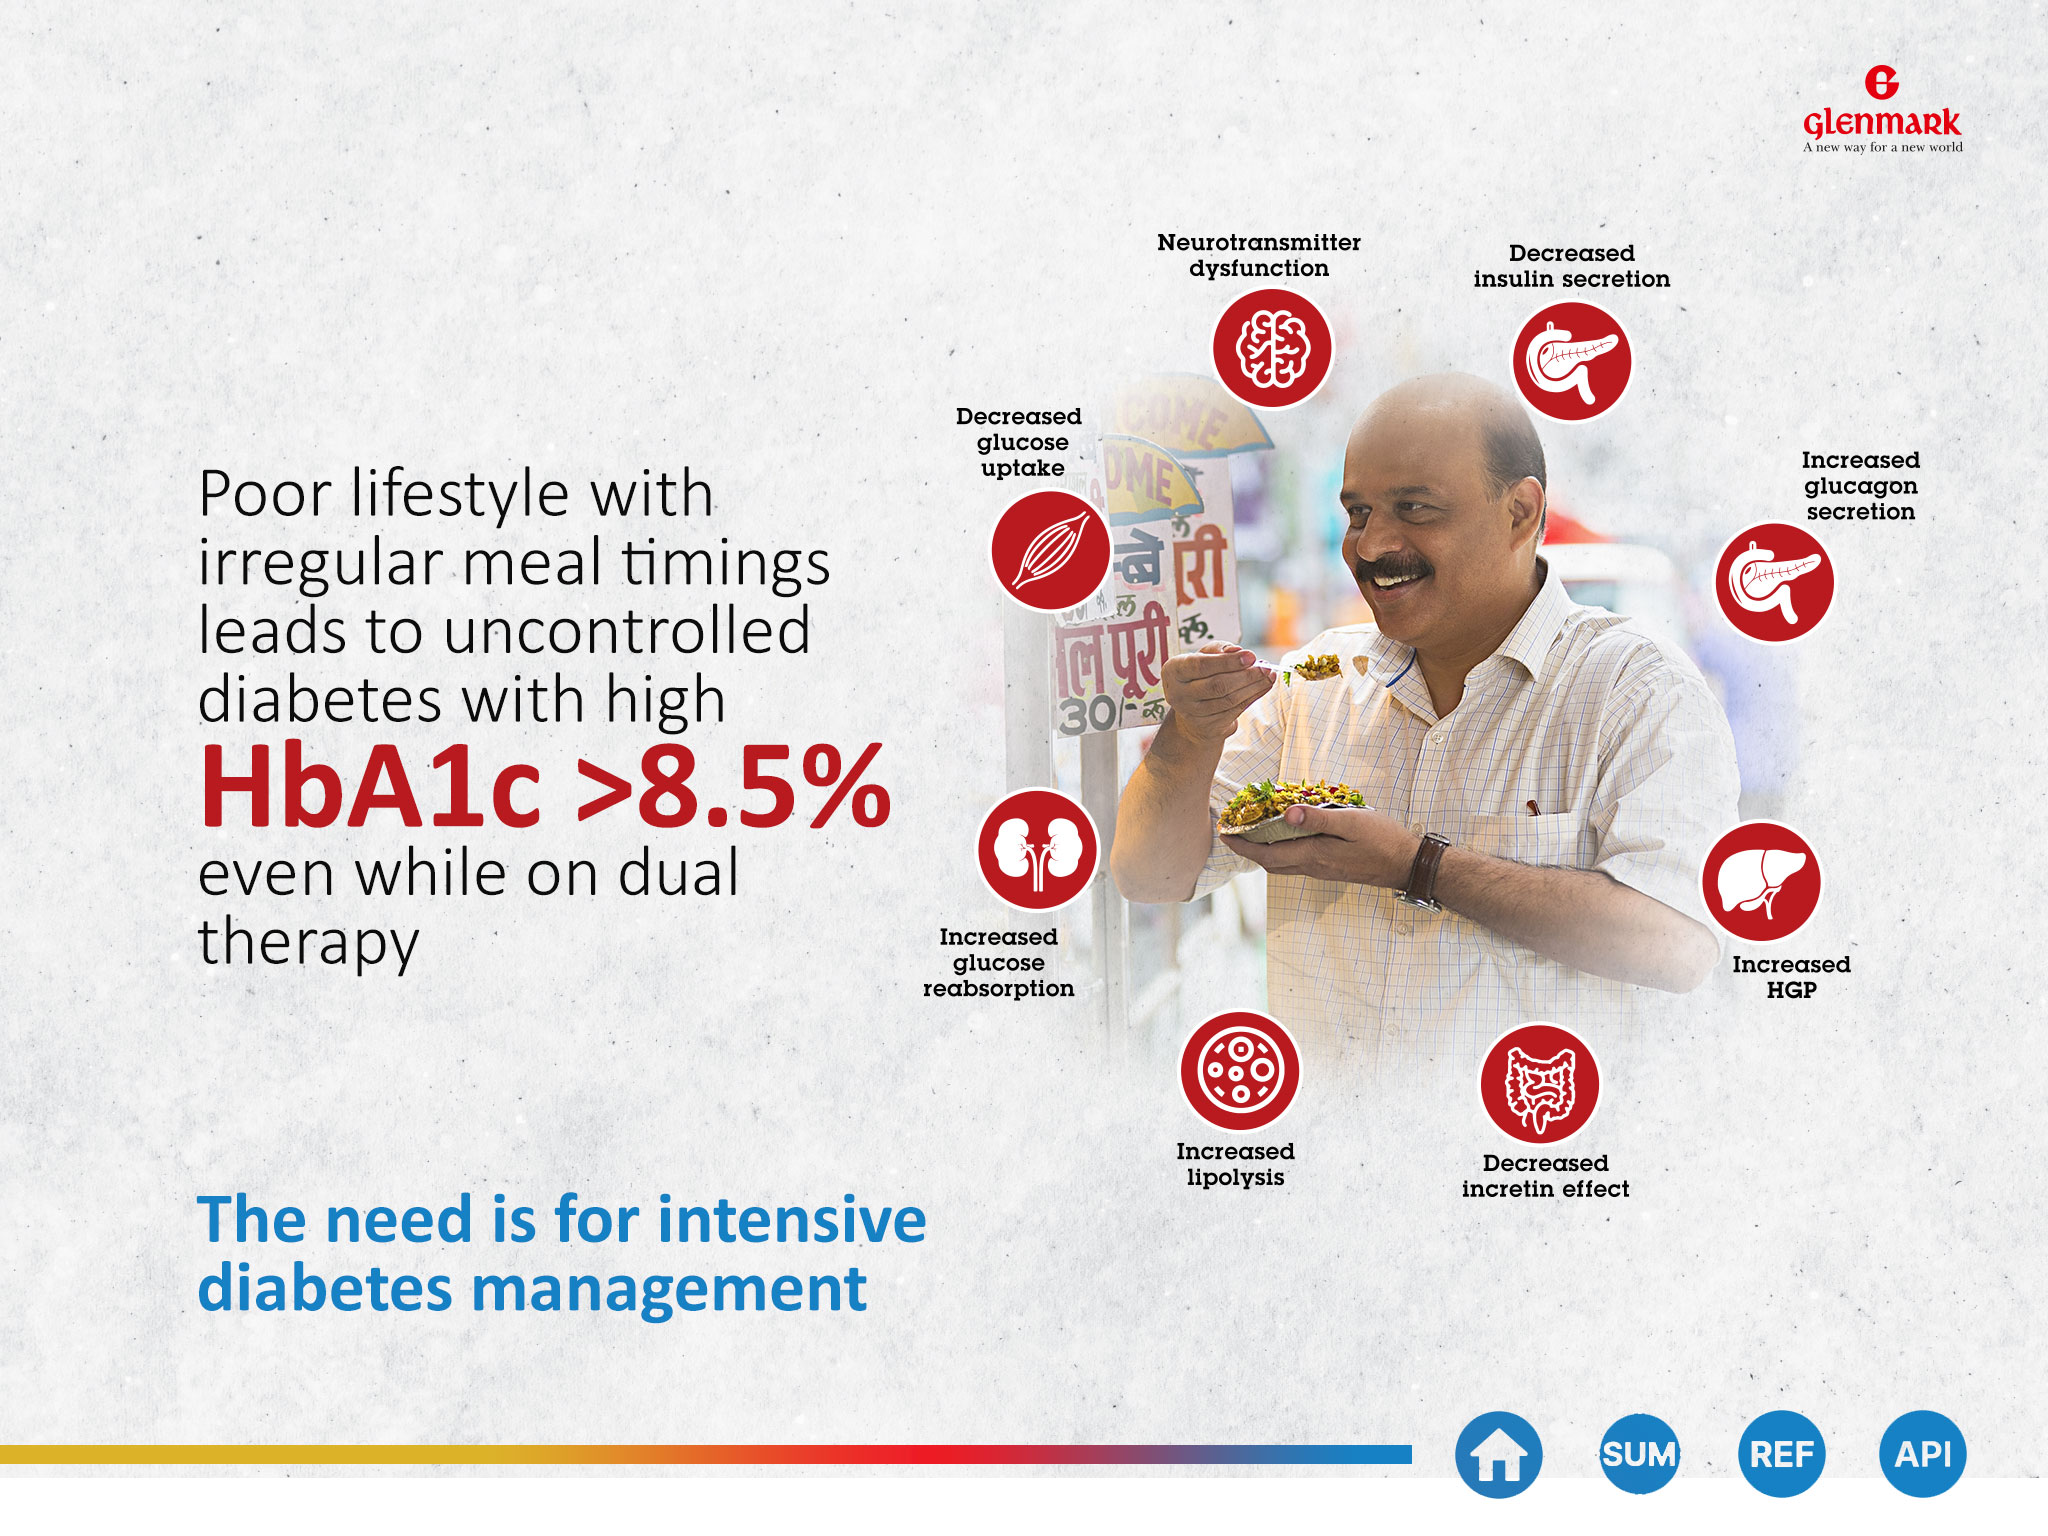 glenmark
A new way for a new world
Neurotransmitter
dysfunction
Decreased
insulin secretion
Decreased
glucose
uptake
Increased
glucagon
secretion
Poor lifestyle with
irregular meal timings
leads to uncontrolled
diabetes with high
HbA1c >8.5%
even while on dual
therapy
COME
OME
पूरी
30/-
Increased
glucose
reabsorption
Increased
HGP
Increased
lipolysis
Decreased
incretin effect
The need is for intensive
diabetes management
SUM
REF
API